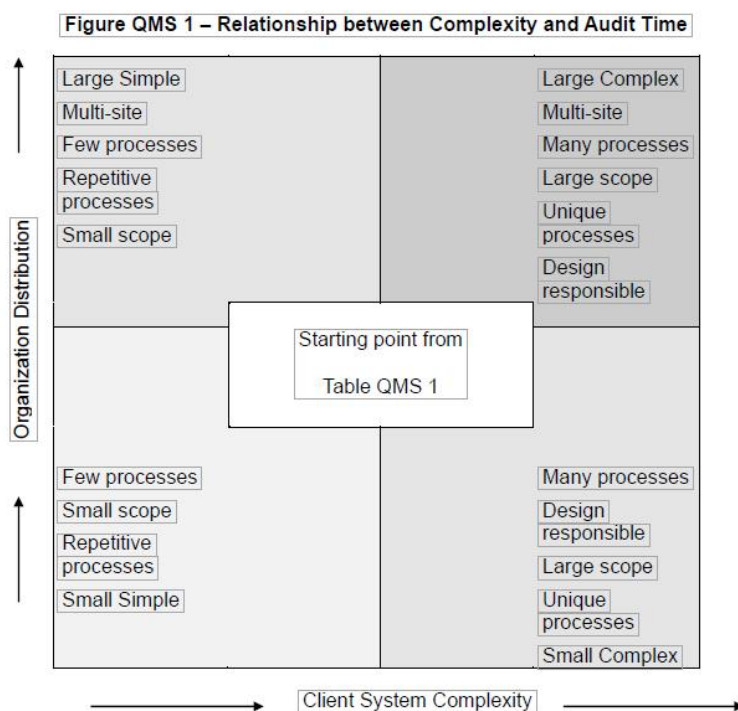 Figure QMS 1 – Relationship between Complexity and Audit Time
Large Simple
Multi-site
Few processes
Repetitive
processes
Small scope
Large Complex
Multi-site
Many processes
Large scope
Unique
processes
Design
responsible
Organization Distribution
Starting point from
Table QMS 1
Few processes
Small scope
Repetitive
processes
Small Simple
Many processes
Design
responsible
Large scope
Unique
processes
Small Complex
Client System Complexity